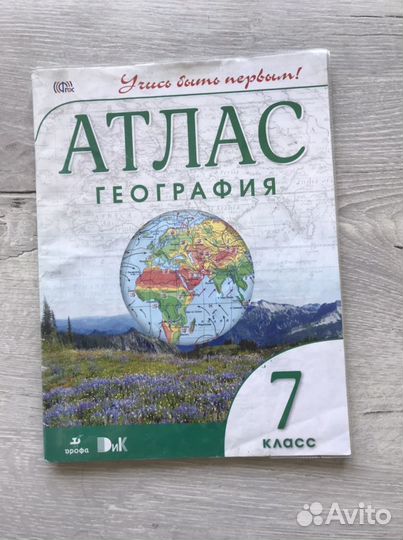 Учись быть первым!
АТЛАС
ГЕОГРАФИЯ
7
класс
дрофа ДиК
Avito